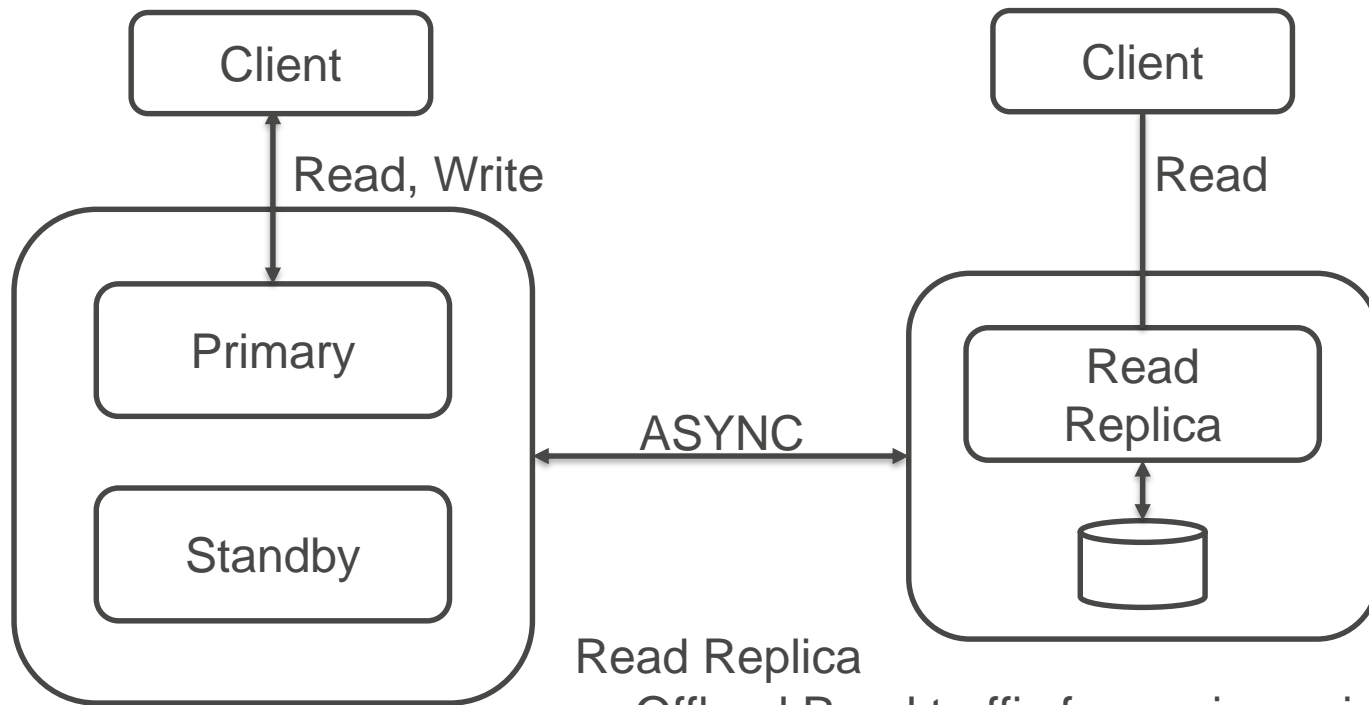 Client
Client
Read, Write
Read
Primary
Read
Replica
ASYNC
Standby
Read Replica